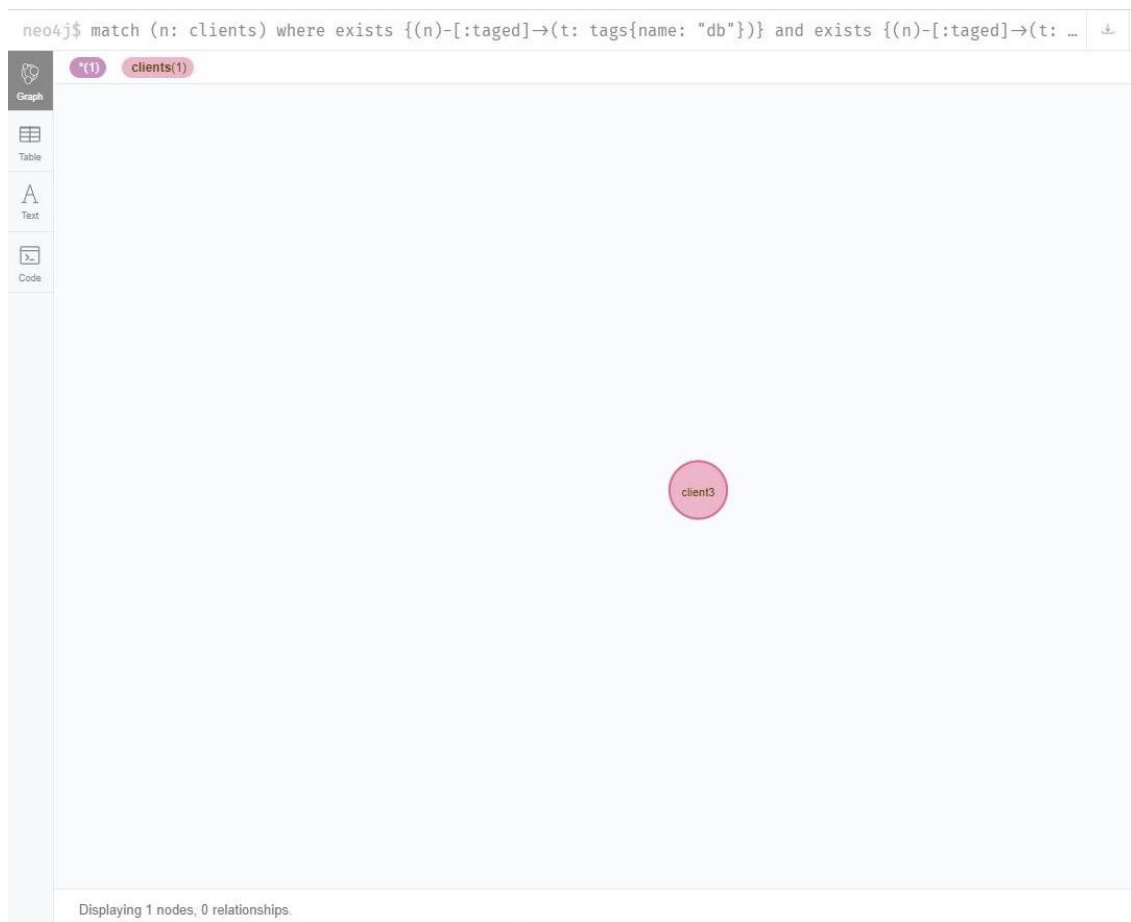 neo4j$ match (n: clients) where exists {(n)-[:taged]→(t: tags{name: "db"})} and exists {(n)-[:taged]→(t: …
*(1) clients(1)
Graph
Table
Text
Code
client3
Displaying 1 nodes, 0 relationships.